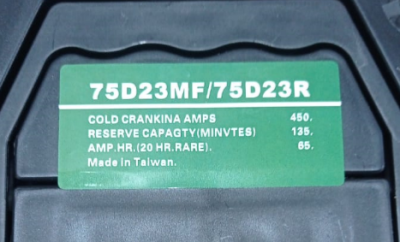 75D23MF/75D23R
COLD CRANKINA AMPS 450.
RESERVE CAPAGTY(MINVTES) 135.
AMP.HR.(20 HR.RARE). 65.
Made in Taiwan.